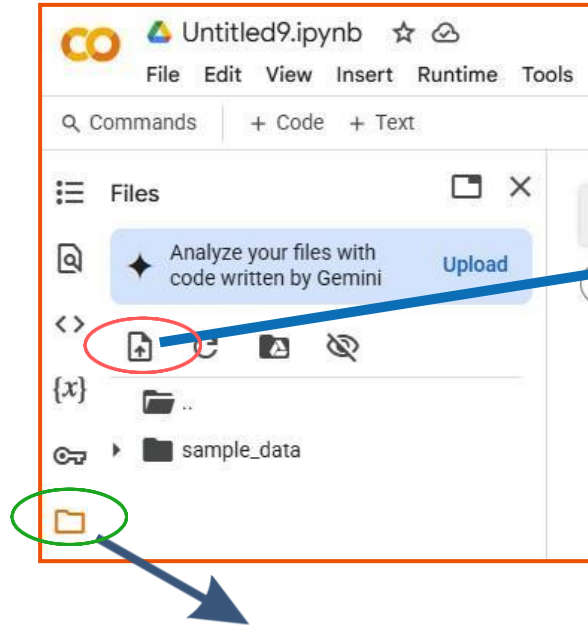 CO Untitled9.ipynb
File Edit View Insert Runtime Tools
Commands + Code + Text
Files
Analyze your files with
code written by Gemini
Upload
<>
{x}
..
sample_data